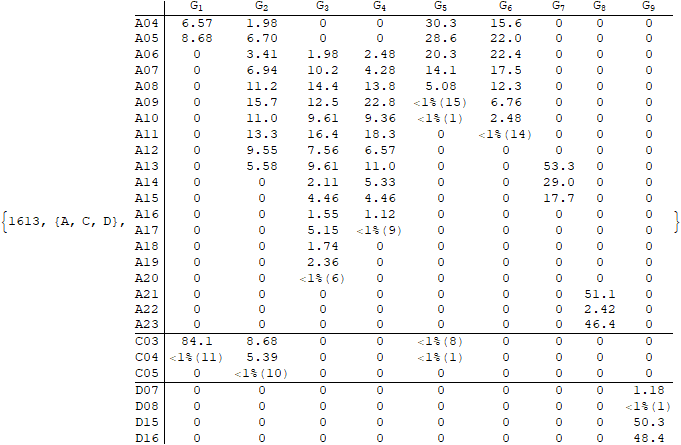 G1 G2 G3 G4 G5 G6 G7 G8 G9
A04 6.57 1.98 0 0 30.3 15.6 0 0 0
A05 8.68 6.70 0 0 28.6 22.0 0 0 0
A06 0 3.41 1.98 2.48 20.3 22.4 0 0 0
A07 0 6.94 10.2 4.28 14.1 17.5 0 0 0
A08 0 11.2 14.4 13.8 5.08 12.3 0 0 0
A09 0 15.7 12.5 22.8 <1%(15) 6.76 0 0 0
A10 0 11.0 9.61 9.36 <1%(1) 2.48 0 0 0
A11 0 13.3 16.4 18.3 0 <1%(14) 0 0 0
A12 0 9.55 7.56 6.57 0 0 0 0 0
A13 0 5.58 9.61 11.0 0 0 53.3 0 0
A14 0 0 2.11 5.33 0 0 29.0 0 0
A15 0 0 4.46 4.46 0 0 17.7 0 0
{1613, {A, C, D}, }
A16 0 0 1.55 1.12 0 0 0 0 0
A17 0 0 5.15 <1%(9) 0 0 0 0 0
A18 0 0 1.74 0 0 0 0 0 0
A19 0 0 2.36 0 0 0 0 0 0
A20 0 0 <1%(6) 0 0 0 0 0 0
A21 0 0 0 0 0 0 0 51.1 0
A22 0 0 0 0 0 0 0 2.42 0
A23 0 0 0 0 0 0 0 46.4 0
C03 84.1 8.68 0 0 <1%(8) 0 0 0 0
C04 <1%(11) 5.39 0 0 <1%(1) 0 0 0 0
C05 0 <1%(10) 0 0 0 0 0 0 0
D07 0 0 0 0 0 0 0 0 1.18
D08 0 0 0 0 0 0 0 0 <1%(1)
D15 0 0 0 0 0 0 0 0 50.3
D16 0 0 0 0 0 0 0 0 48.4